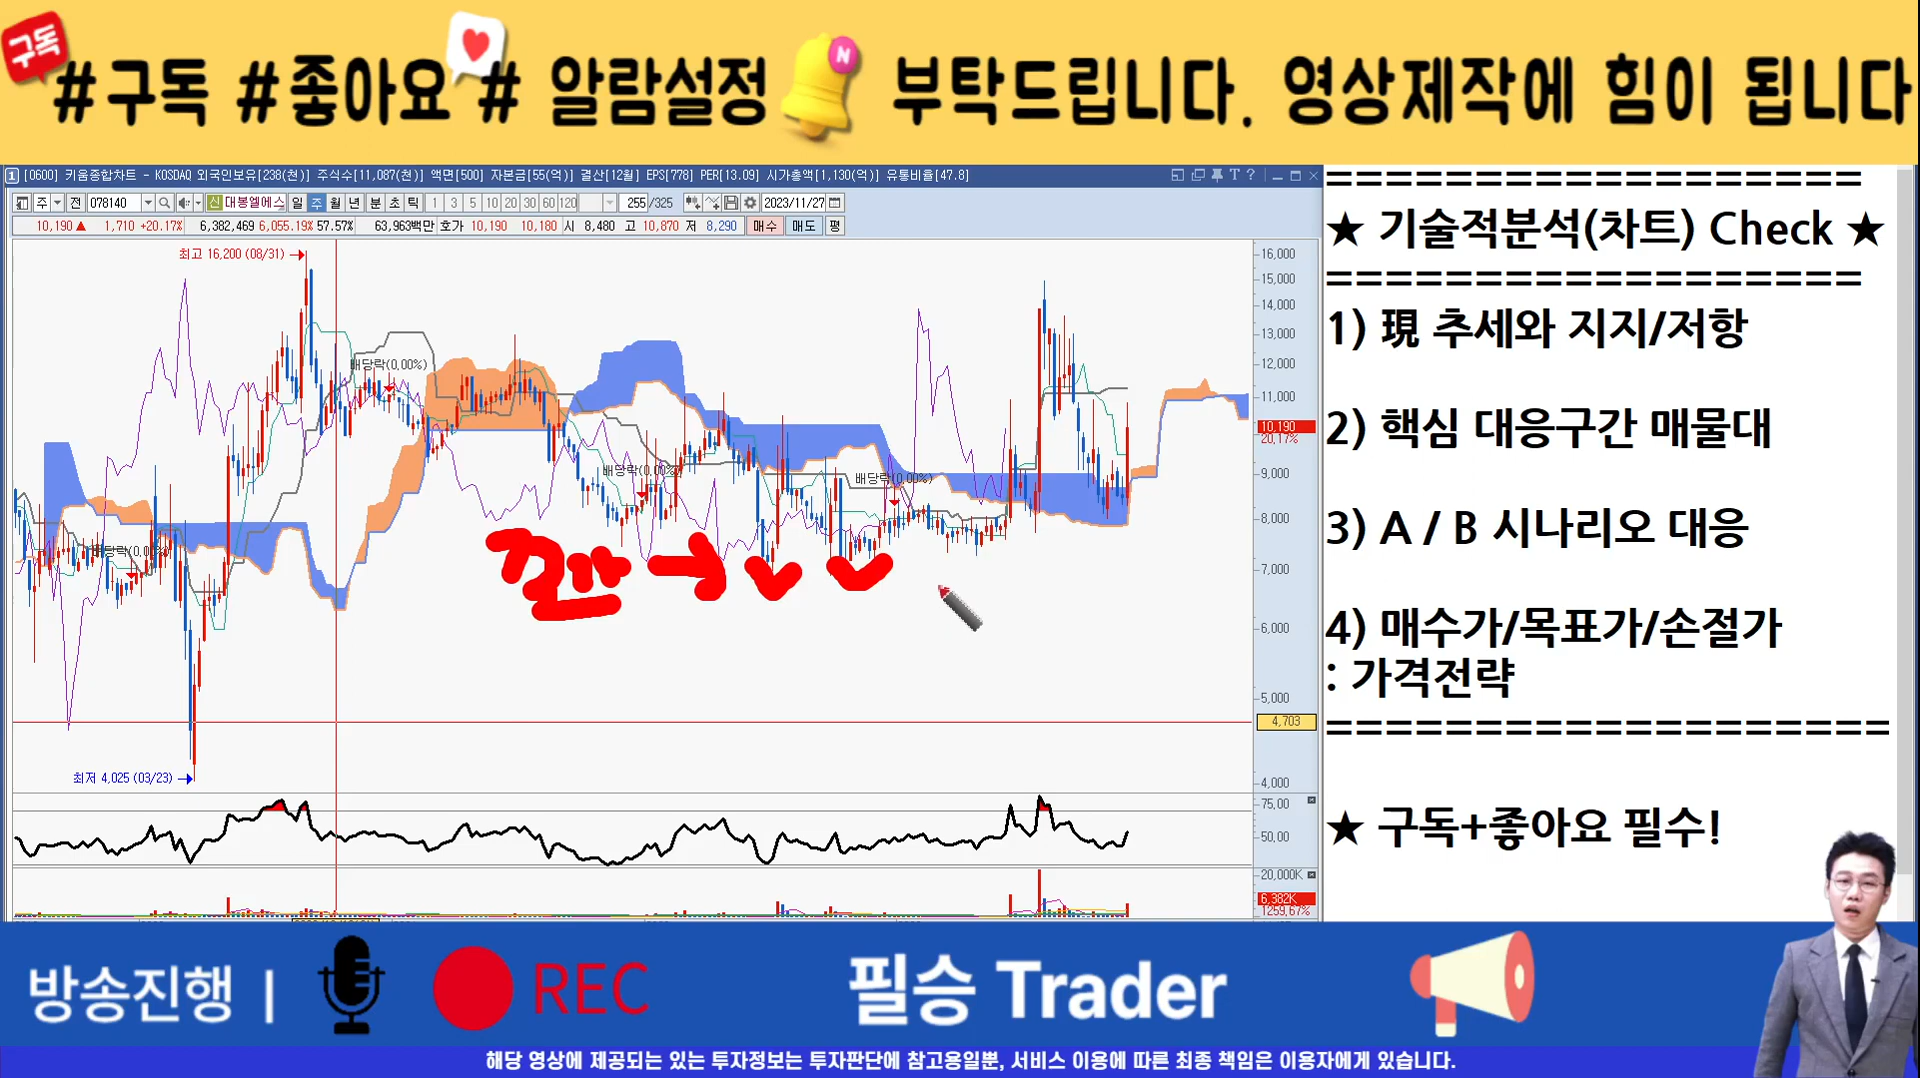 구독
#구독 #좋아요 # 알람설정 N 부탁드립니다. 영상제작에 힘이 됩니다
1 [0600] 키움종합차트 - KOSDAQ 외국인보유[238(천)] 주식수[11,087(천)] 액면[500] 자본금[55(억)] 결산[12월] EPS[778] PER[13.09] 시가총액[1,130(억)] 유통비율[47.8]
주 전 078140 신 대봉엘에스 일 주 월 년 분 초 틱 1 3 5 10 20 30 60 120 255 /325 2023/11/27
10,190 ▲ 1,710 +20.17% 6,382,469 6,055.19% 57.57% 63,963백만 호가 10,190 10,180 시 8,480 고 10,870 저 8,290 매수 매도 평
최고 16,200 (08/31) →
배당락(0,00%)
배당락(0,00%)
배당락(0,00%)
배당락(0,00%)
최저 4,025 (03/23) →
16,000
15,000
14,000
13,000
12,000
11,000
10,190
20,17%
9,000
8,000
7,000
6,000
5,000
4,703
4,000
75,00
50,00
20,000K
6,382K
1259,67%
===================
★ 기술적분석(차트) Check ★
===================
1) 現 추세와 지지/저항
2) 핵심 대응구간 매물대
3) A / B 시나리오 대응
4) 매수가/목표가/손절가
: 가격전략
====================
★ 구독+좋아요 필수!
방송진행 | REC 필승 Trader
해당 영상에 제공되는 있는 투자정보는 투자판단에 참고용일뿐, 서비스 이용에 따른 최종 책임은 이용자에게 있습니다.